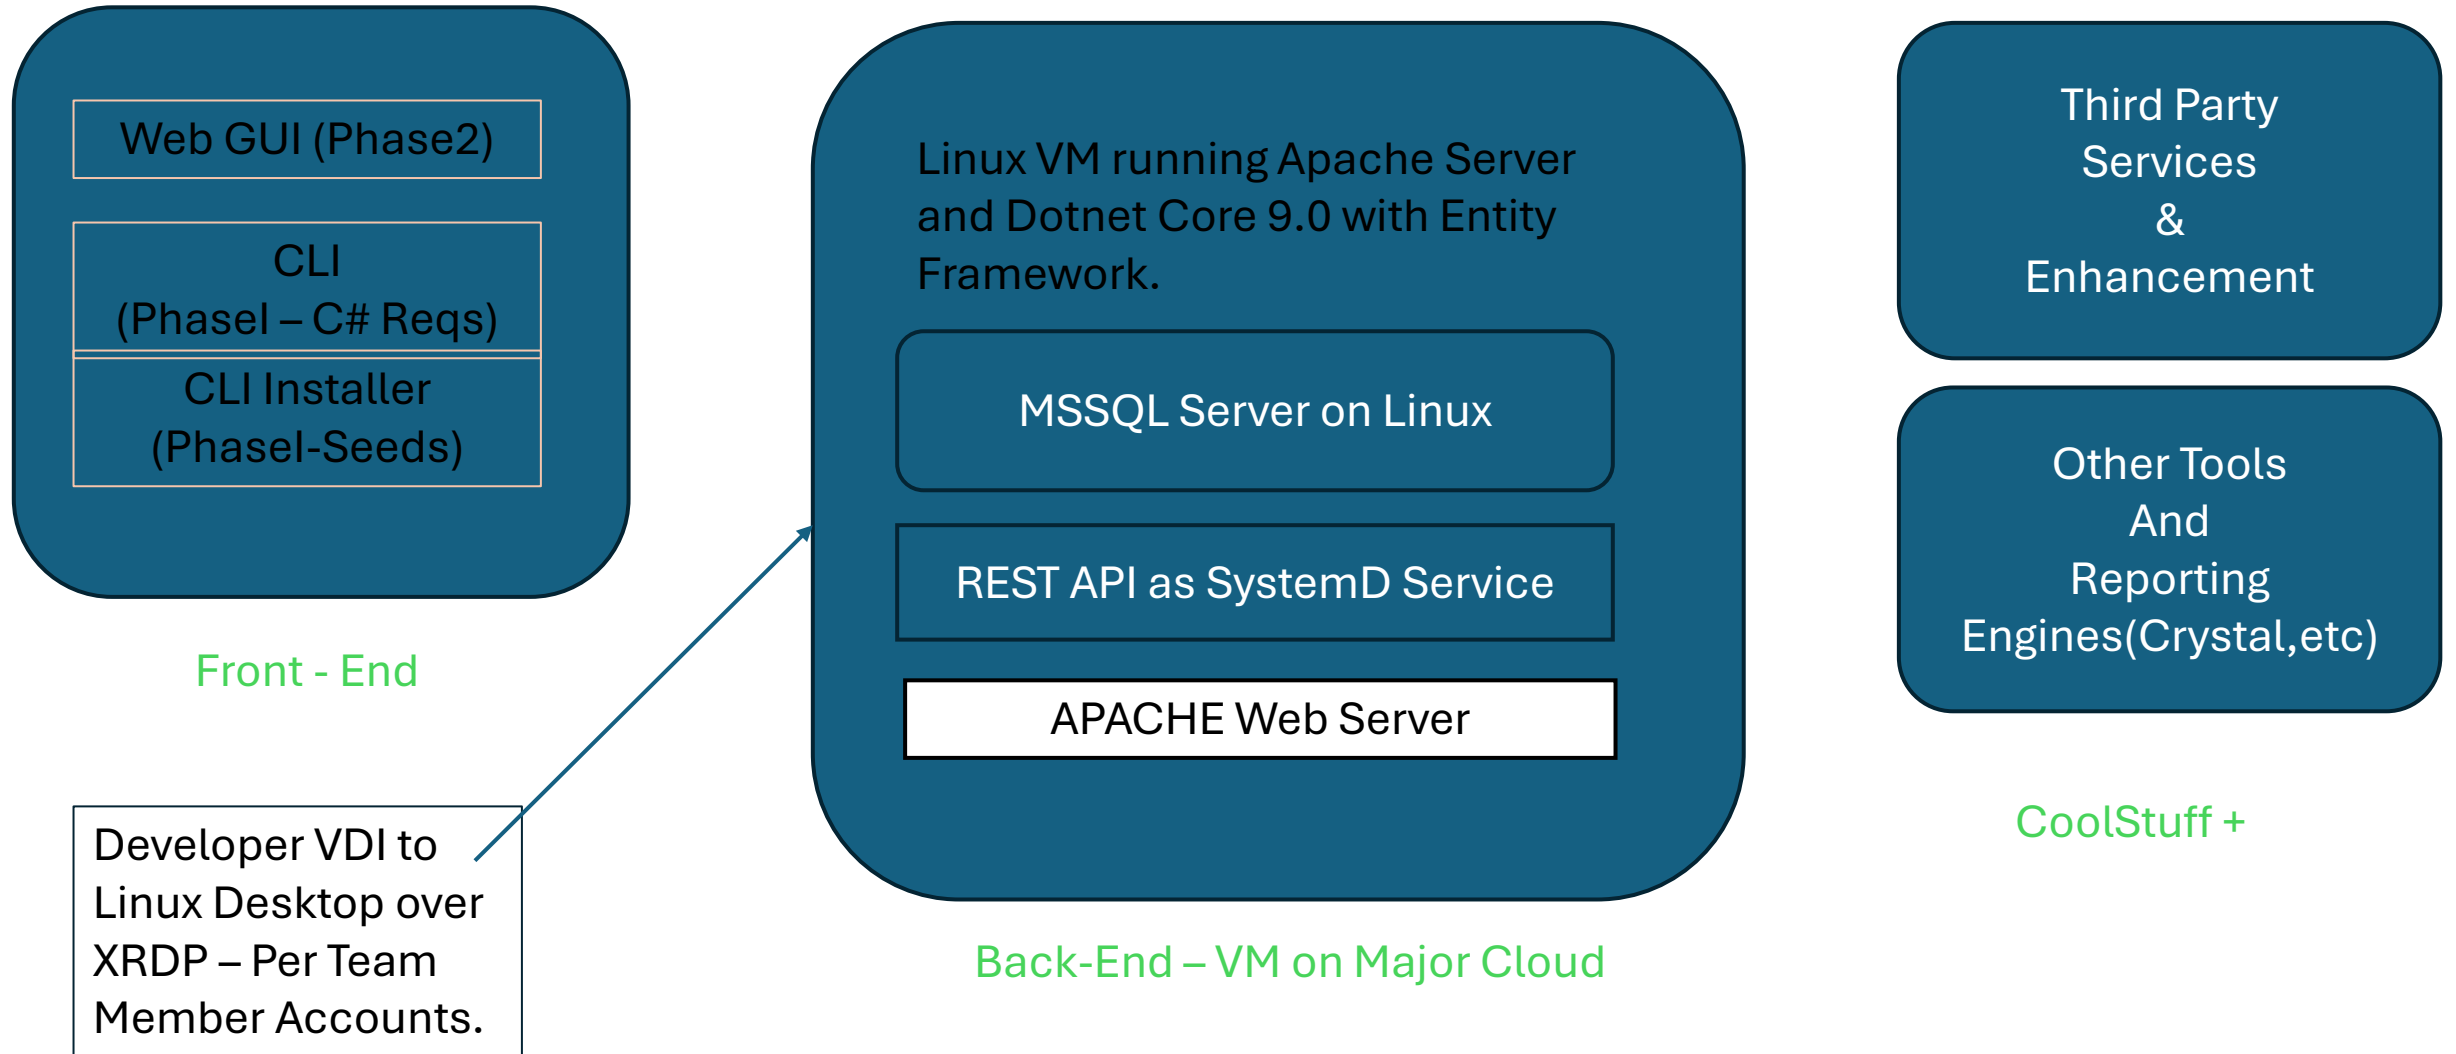 Web GUI (Phase2)
CLI
(PhaseI – C# Reqs)
CLI Installer
(PhaseI-Seeds)
Front - End
Developer VDI to
Linux Desktop over
XRDP – Per Team
Member Accounts.
Linux VM running Apache Server
and Dotnet Core 9.0 with Entity
Framework.
MSSQL Server on Linux
REST API as SystemD Service
APACHE Web Server
Back-End – VM on Major Cloud
Third Party
Services
&
Enhancement
Other Tools
And
Reporting
Engines(Crystal,etc)
CoolStuff +